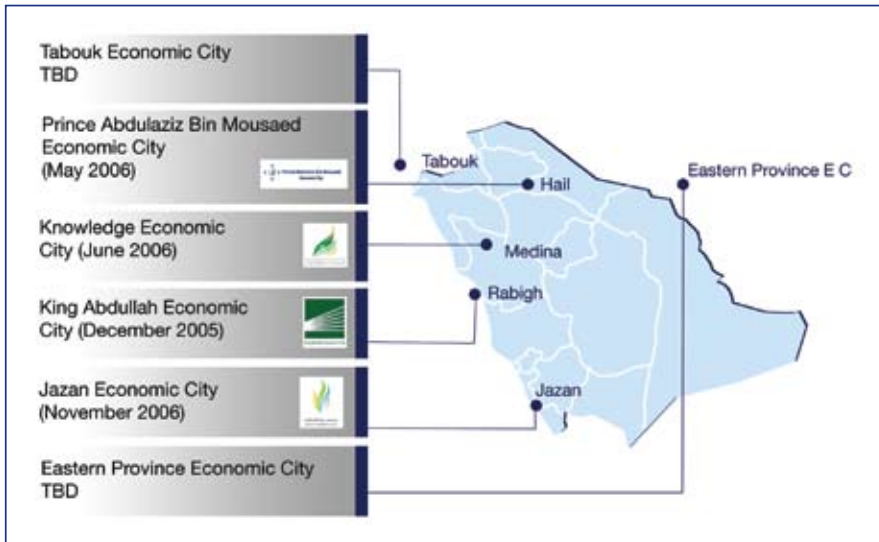 Tabouk Economic City
TBD
Prince Abdulaziz Bin Mousaed
Economic City
(May 2006)
Knowledge Economic
City (June 2006)
King Abdullah Economic
City (December 2005)
Jazan Economic City
(November 2006)
Eastern Province Economic City
TBD
Tabouk
Hail
Eastern Province E C
Medina
Rabigh
Jazan